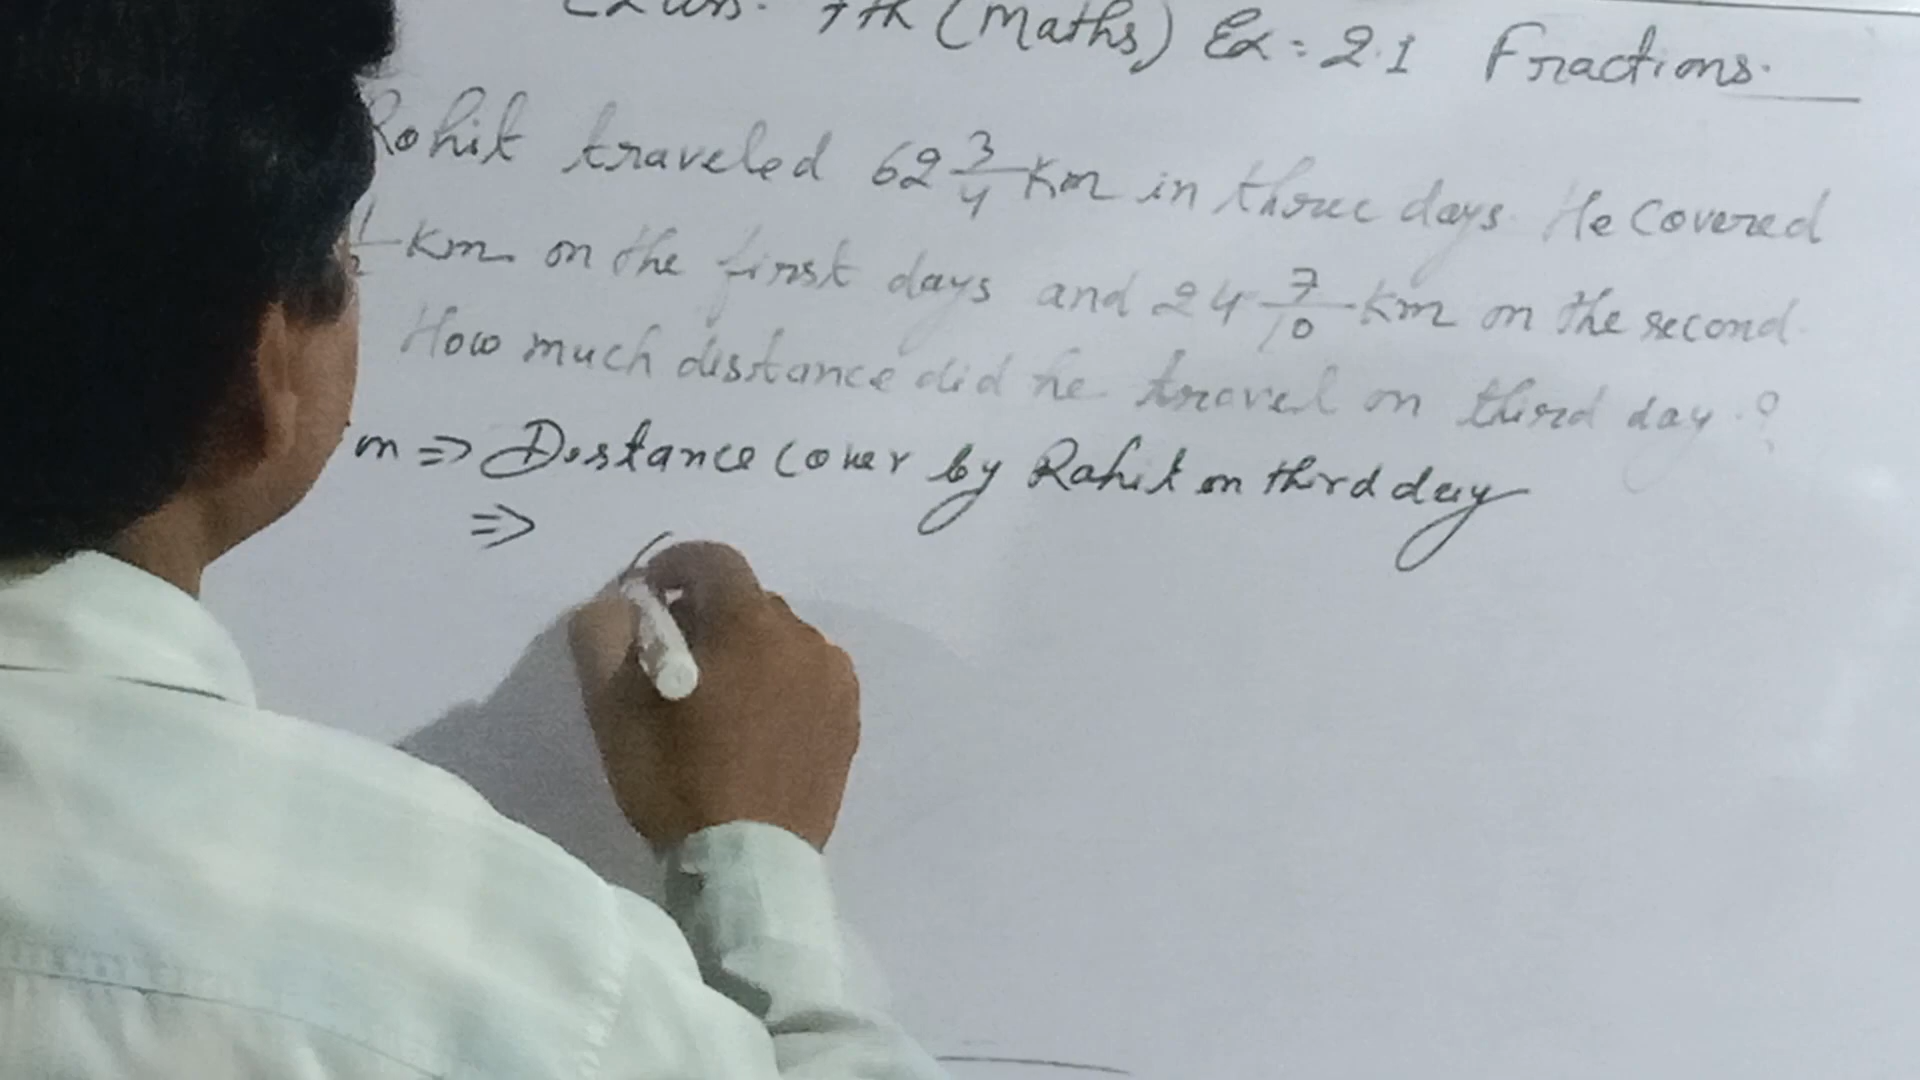 7th (Maths) Ex = 2.1 Fractions.
Rohit traveled 62 3/4 Km in three days. He Covered
Km on the first days and 24 7/10 Km on the second
How much distance did he travel on third day ?
m ⇒ Distance cover by Rahit on third day
⇒ (